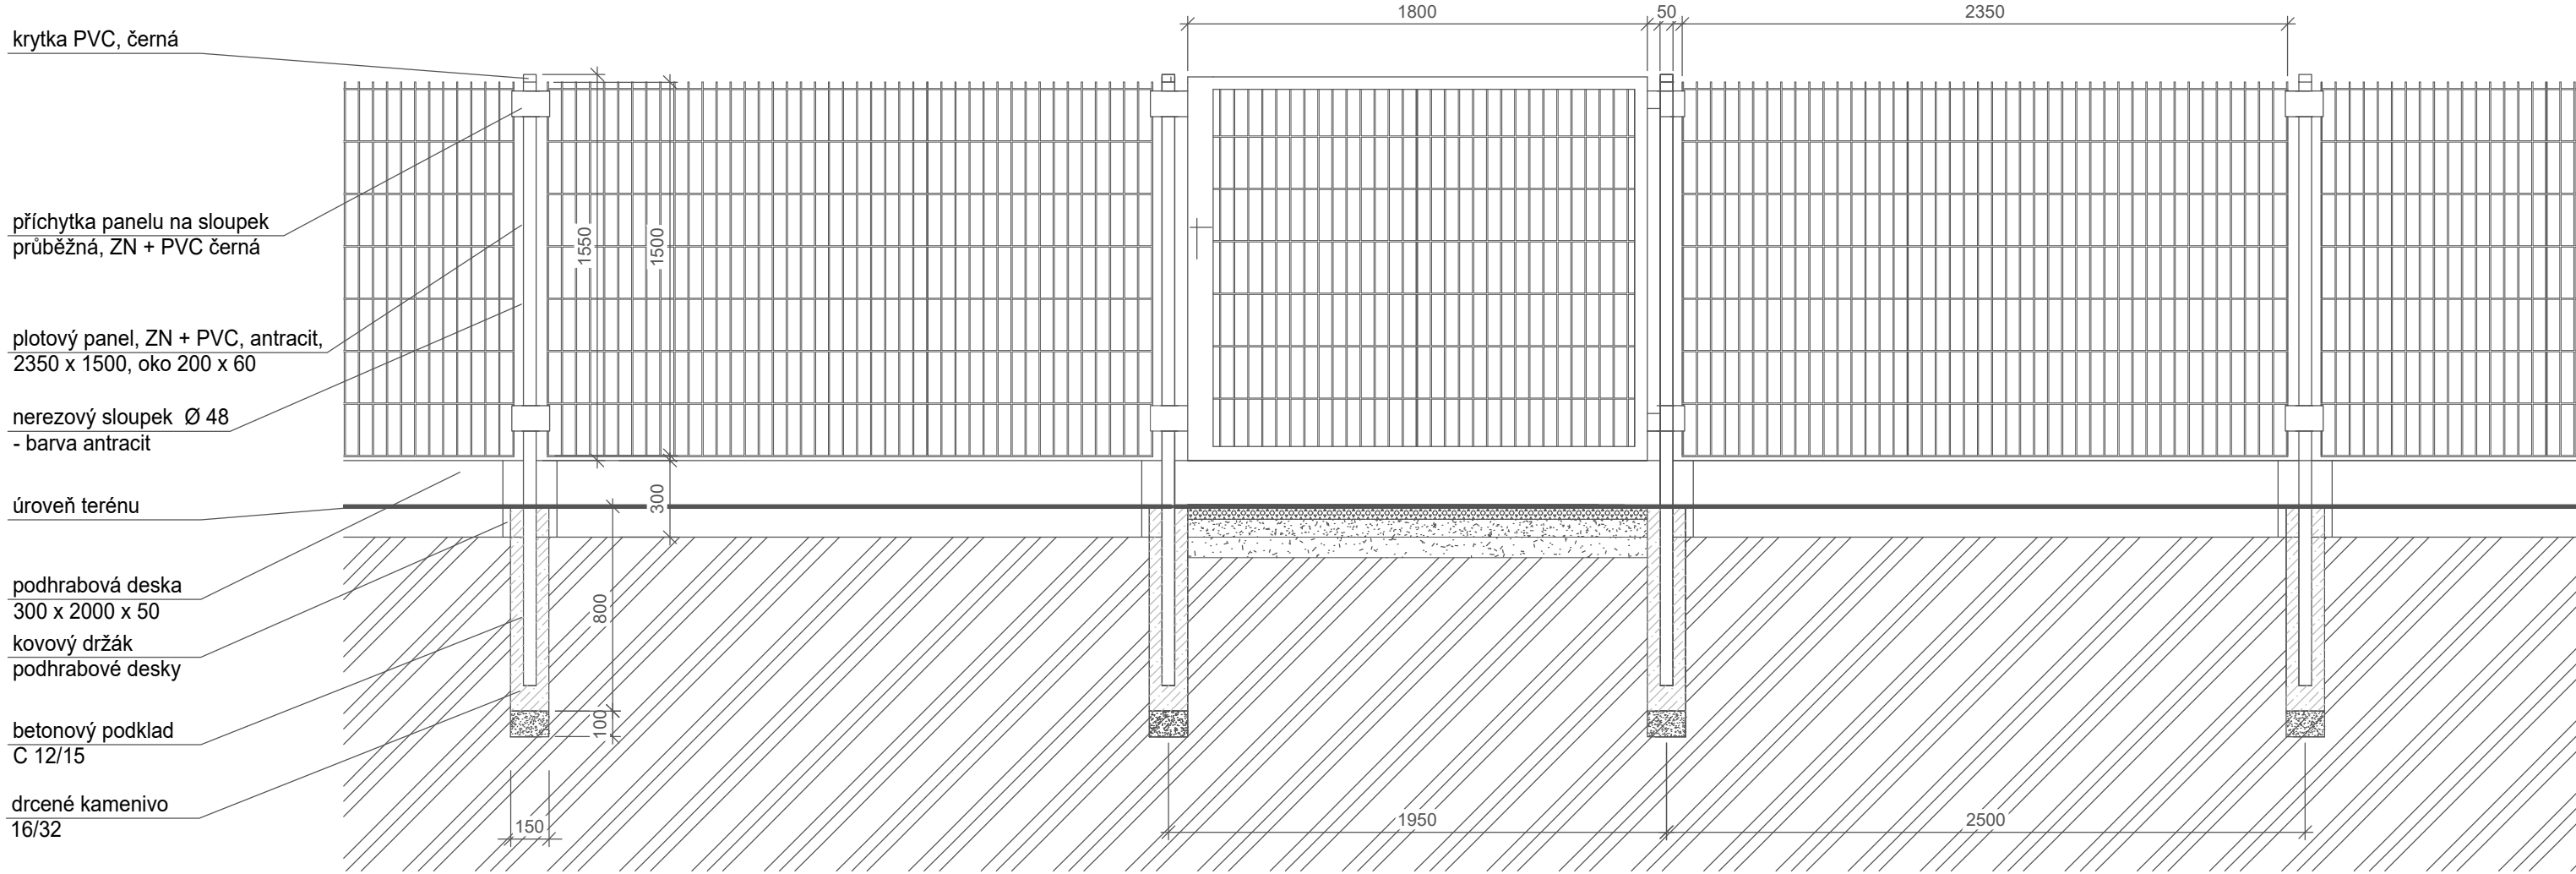 krytka PVC, černá
příchytka panelu na sloupek
průběžná, ZN + PVC černá
plotový panel, ZN + PVC, antracit,
2350 x 1500, oko 200 x 60
nerezový sloupek Ø 48
- barva antracit
úroveň terénu
podhrabová deska
300 x 2000 x 50
kovový držák
podhrabové desky
betonový podklad
C 12/15
drcené kamenivo
16/32
1800
50
2350
1550
1500
300
800
100
150
1950
2500